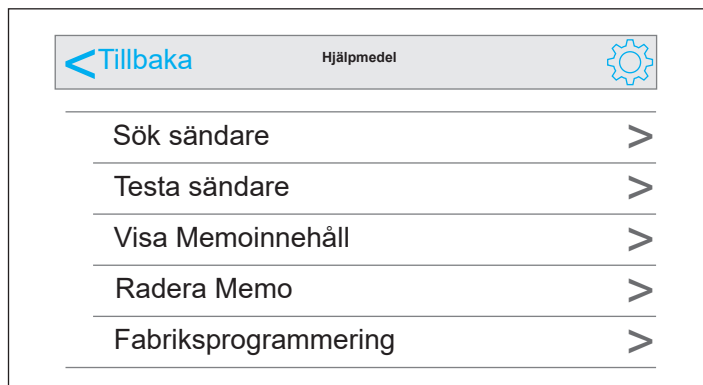 <Tillbaka Hjälpmedel
Sök sändare >
Testa sändare >
Visa Memoinnehåll >
Radera Memo >
Fabriksprogrammering >